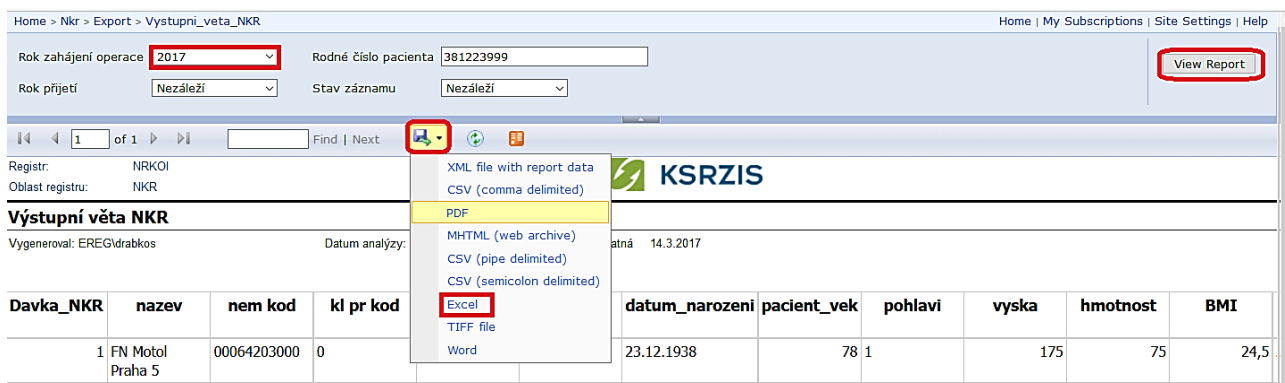 Home > Nkr > Export > Vystupni_veta_NKR Home | My Subscriptions | Site Settings | Help
Rok zahájení operace 2017 Rodné číslo pacienta 381223999 View Report
Rok přijetí Nezáleží Stav záznamu Nezáleží
1 of 1 Find | Next
Registr: NRKOI XML file with report data KSRZIS
Oblast registru: NKR CSV (comma delimited)
Výstupní věta NKR PDF
Vygeneroval: EREG\drabkos Datum analýzy: MHTML (web archive) atná 14.3.2017
CSV (pipe delimited)
CSV (semicolon delimited)
Davka_NKR nazev nem kod kl pr kod Excel datum_narozeni pacient_vek pohlavi vyska hmotnost BMI
TIFF file
1 FN Motol Praha 5 00064203000 0 Word 23.12.1938 78 1 175 75 24,5